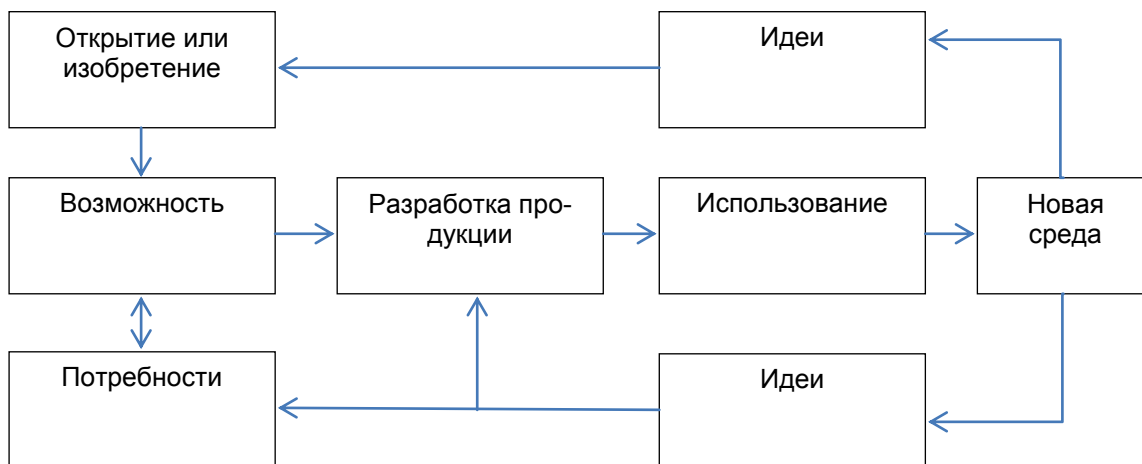 Открытие или
изобретение
Идеи
Возможность
Разработка про-
дукции
Использование
Новая
среда
Потребности
Идеи